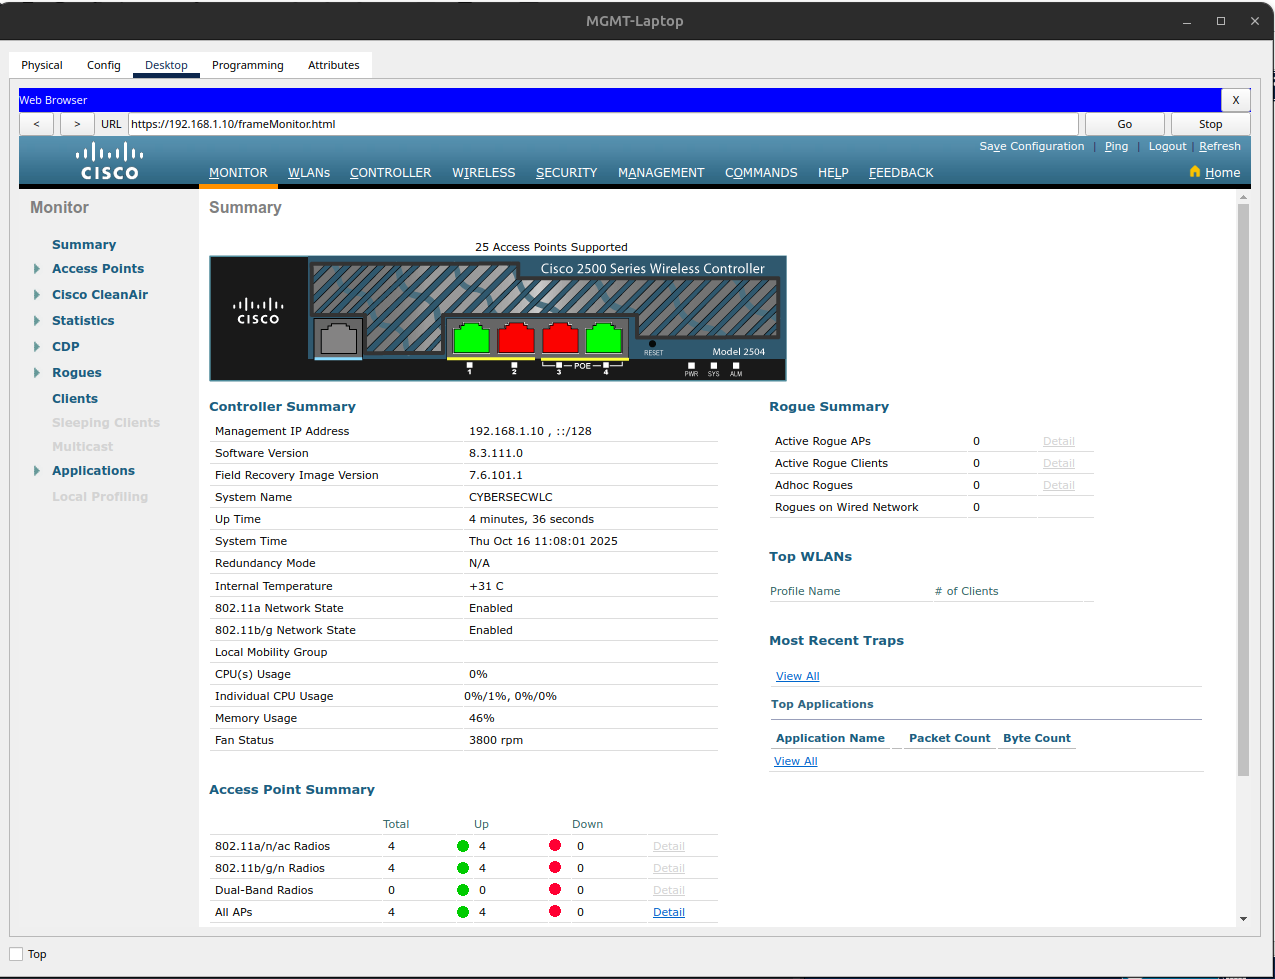 MGMT-Laptop
Physical Config Desktop Programming Attributes
Web Browser X
< > URL https://192.168.1.10/frameMonitor.html Go Stop
Save Configuration | Ping | Logout | Refresh
CISCO
MONITOR WLANs CONTROLLER WIRELESS SECURITY MANAGEMENT COMMANDS HELP FEEDBACK Home
Monitor
Summary
Access Points
Cisco CleanAir
Statistics
CDP
Rogues
Clients
Sleeping Clients
Multicast
Applications
Local Profiling
Summary
25 Access Points Supported
Cisco 2500 Series Wireless Controller
CISCO
RESET
Model 2504
1 2 3 POE 4
PWR SYS ALM
Controller Summary
Management IP Address 192.168.1.10 , ::/128
Software Version 8.3.111.0
Field Recovery Image Version 7.6.101.1
System Name CYBERSECWLC
Up Time 4 minutes, 36 seconds
System Time Thu Oct 16 11:08:01 2025
Redundancy Mode N/A
Internal Temperature +31 C
802.11a Network State Enabled
802.11b/g Network State Enabled
Local Mobility Group
CPU(s) Usage 0%
Individual CPU Usage 0%/1%, 0%/0%
Memory Usage 46%
Fan Status 3800 rpm
Access Point Summary
Total Up Down
802.11a/n/ac Radios 4 4 0 Detail
802.11b/g/n Radios 4 4 0 Detail
Dual-Band Radios 0 0 0 Detail
All APs 4 4 0 Detail
Rogue Summary
Active Rogue APs 0 Detail
Active Rogue Clients 0 Detail
Adhoc Rogues 0 Detail
Rogues on Wired Network 0
Top WLANs
Profile Name # of Clients
Most Recent Traps
View All
Top Applications
Application Name Packet Count Byte Count
View All
Top